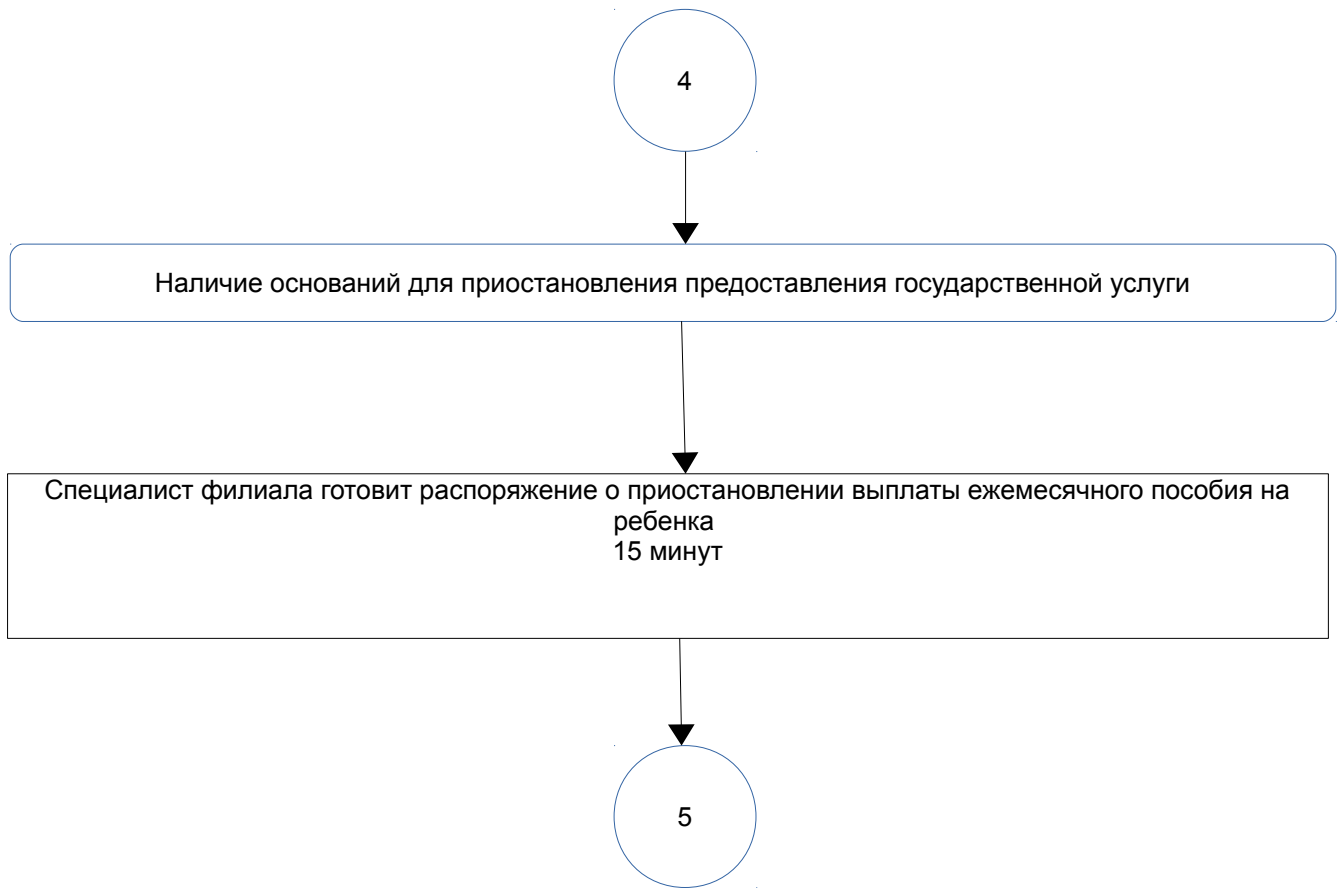 4
Наличие оснований для приостановления предоставления государственной услуги
Специалист филиала готовит распоряжение о приостановлении выплаты ежемесячного пособия на
ребенка
15 минут
5